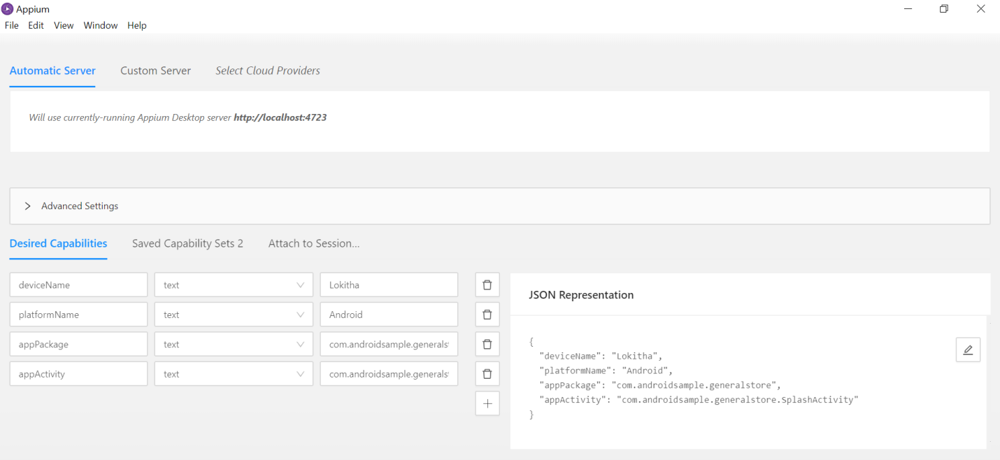 Appium
File Edit View Window Help
Automatic Server Custom Server Select Cloud Providers
Will use currently-running Appium Desktop server http://localhost:4723
Advanced Settings
Desired Capabilities Saved Capability Sets 2 Attach to Session...
deviceName text Lokitha
platformName text Android
appPackage text com.androidsample.generals
appActivity text com.androidsample.generals
JSON Representation
{
"deviceName": "Lokitha",
"platformName": "Android",
"appPackage": "com.androidsample.generalstore",
"appActivity": "com.androidsample.generalstore.SplashActivity"
}